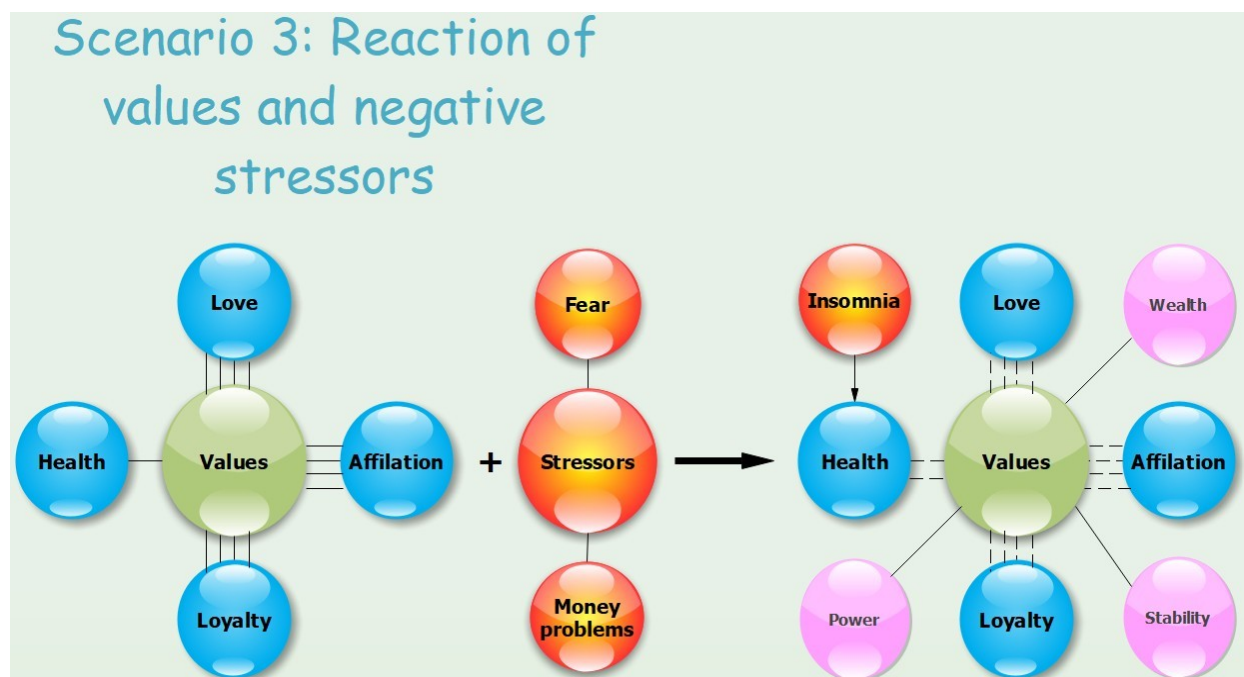 Scenario 3: Reaction of
values and negative
stressors
Love
Health
Values
Affilation
Loyalty
+
Fear
Stressors
Money
problems
Insomnia
Love
Wealth
Health
Values
Affilation
Power
Loyalty
Stability